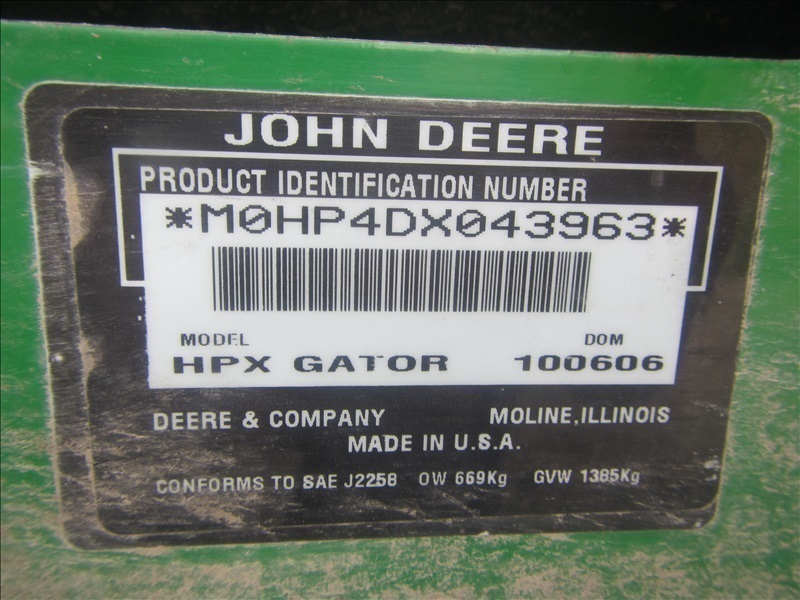 JOHN DEERE
PRODUCT IDENTIFICATION NUMBER
*M0HP4DX043963*
MODEL DOM
HPX GATOR 100606
DEERE & COMPANY MOLINE, ILLINOIS
MADE IN U.S.A.
CONFORMS TO SAE J2258 OW 669Kg GVW 1385Kg